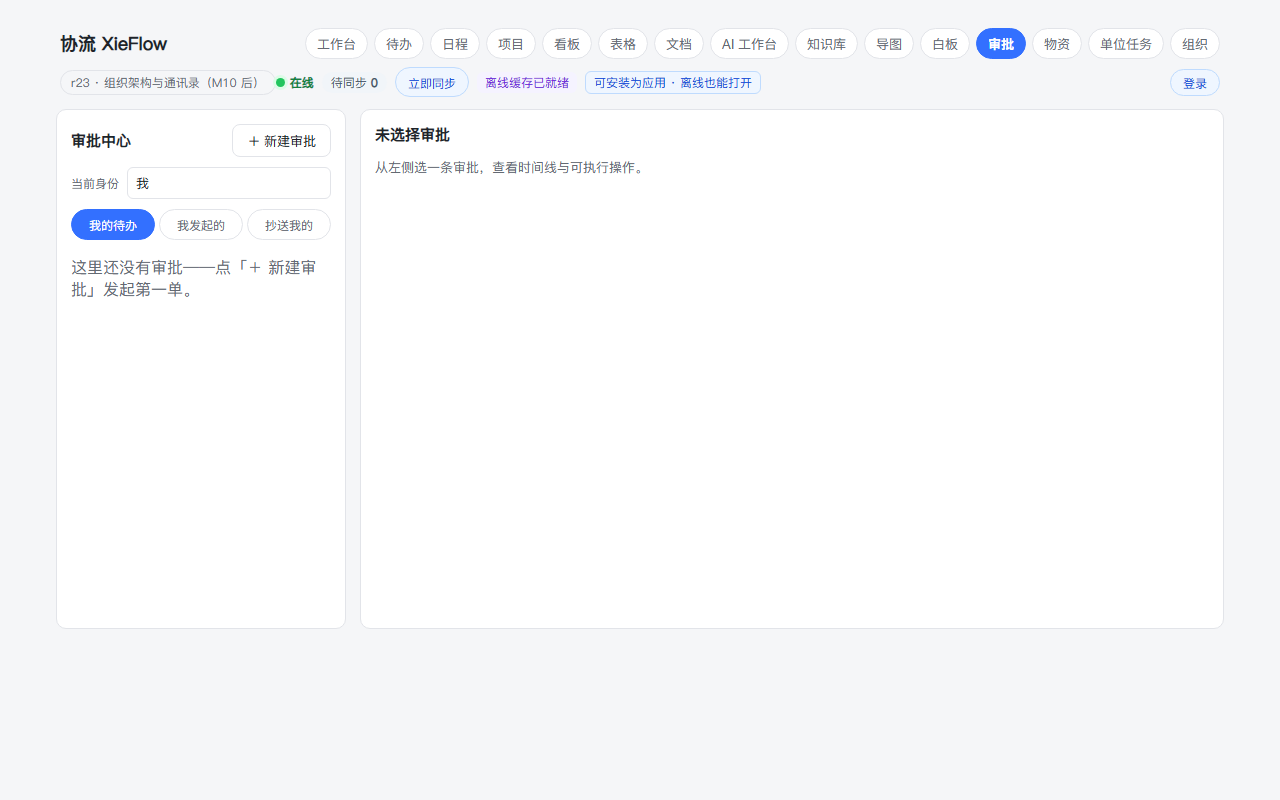 协流 XieFlow
工作台 待办 日程 项目 看板 表格 文档 AI 工作台 知识库 导图 白板 审批 物资 单位任务 组织
r23 · 组织架构与通讯录（M10 后） 在线 待同步 0 立即同步 离线缓存已就绪 可安装为应用 · 离线也能打开 登录
审批中心 ＋ 新建审批
当前身份 我
我的待办 我发起的 抄送我的
这里还没有审批——点「＋ 新建审
批」发起第一单。
未选择审批
从左侧选一条审批，查看时间线与可执行操作。